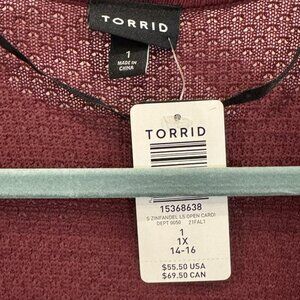 TORRID
1
MADE IN
CHINA
TORRID
15368638
S ZINFANDEL LS OPEN CARDI
DEPT 0050 21FAL1
1
1X
14-16
$55.50 USA
$69.50 CAN